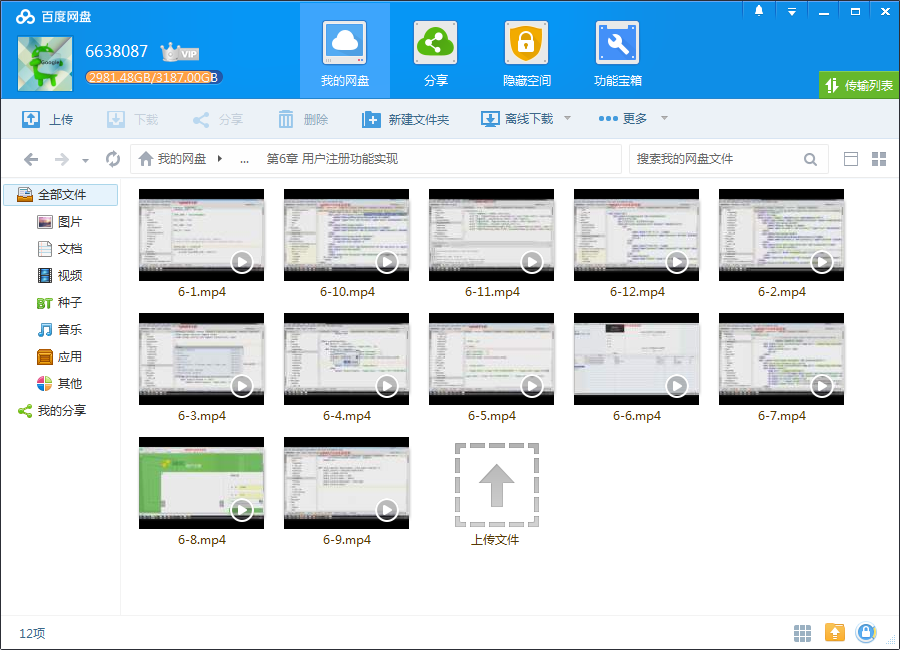 百度网盘
6638087 VIP
2981.48GB/3187.00GB
我的网盘
分享
隐藏空间
功能宝箱
传输列表
上传
下载
分享
删除
新建文件夹
离线下载
更多
我的网盘
...
第6章 用户注册功能实现
搜索我的网盘文件
全部文件
图片
文档
视频
BT 种子
音乐
应用
其他
我的分享
6-1.mp4
6-10.mp4
6-11.mp4
6-12.mp4
6-2.mp4
6-3.mp4
6-4.mp4
6-5.mp4
6-6.mp4
6-7.mp4
6-8.mp4
6-9.mp4
上传文件
12项